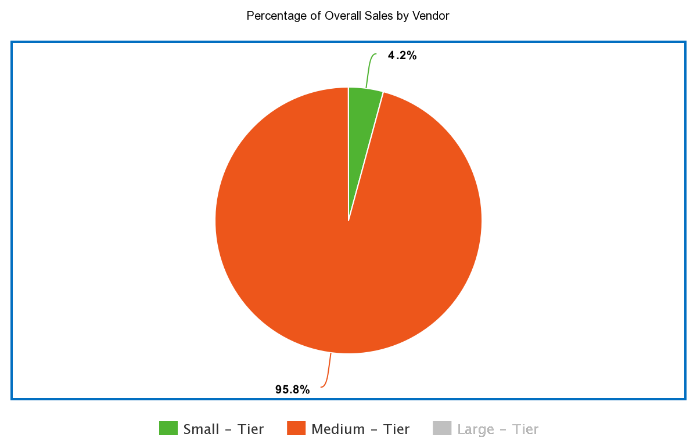 Percentage of Overall Sales by Vendor
4.2%
95.8%
Small - Tier Medium - Tier Large - Tier